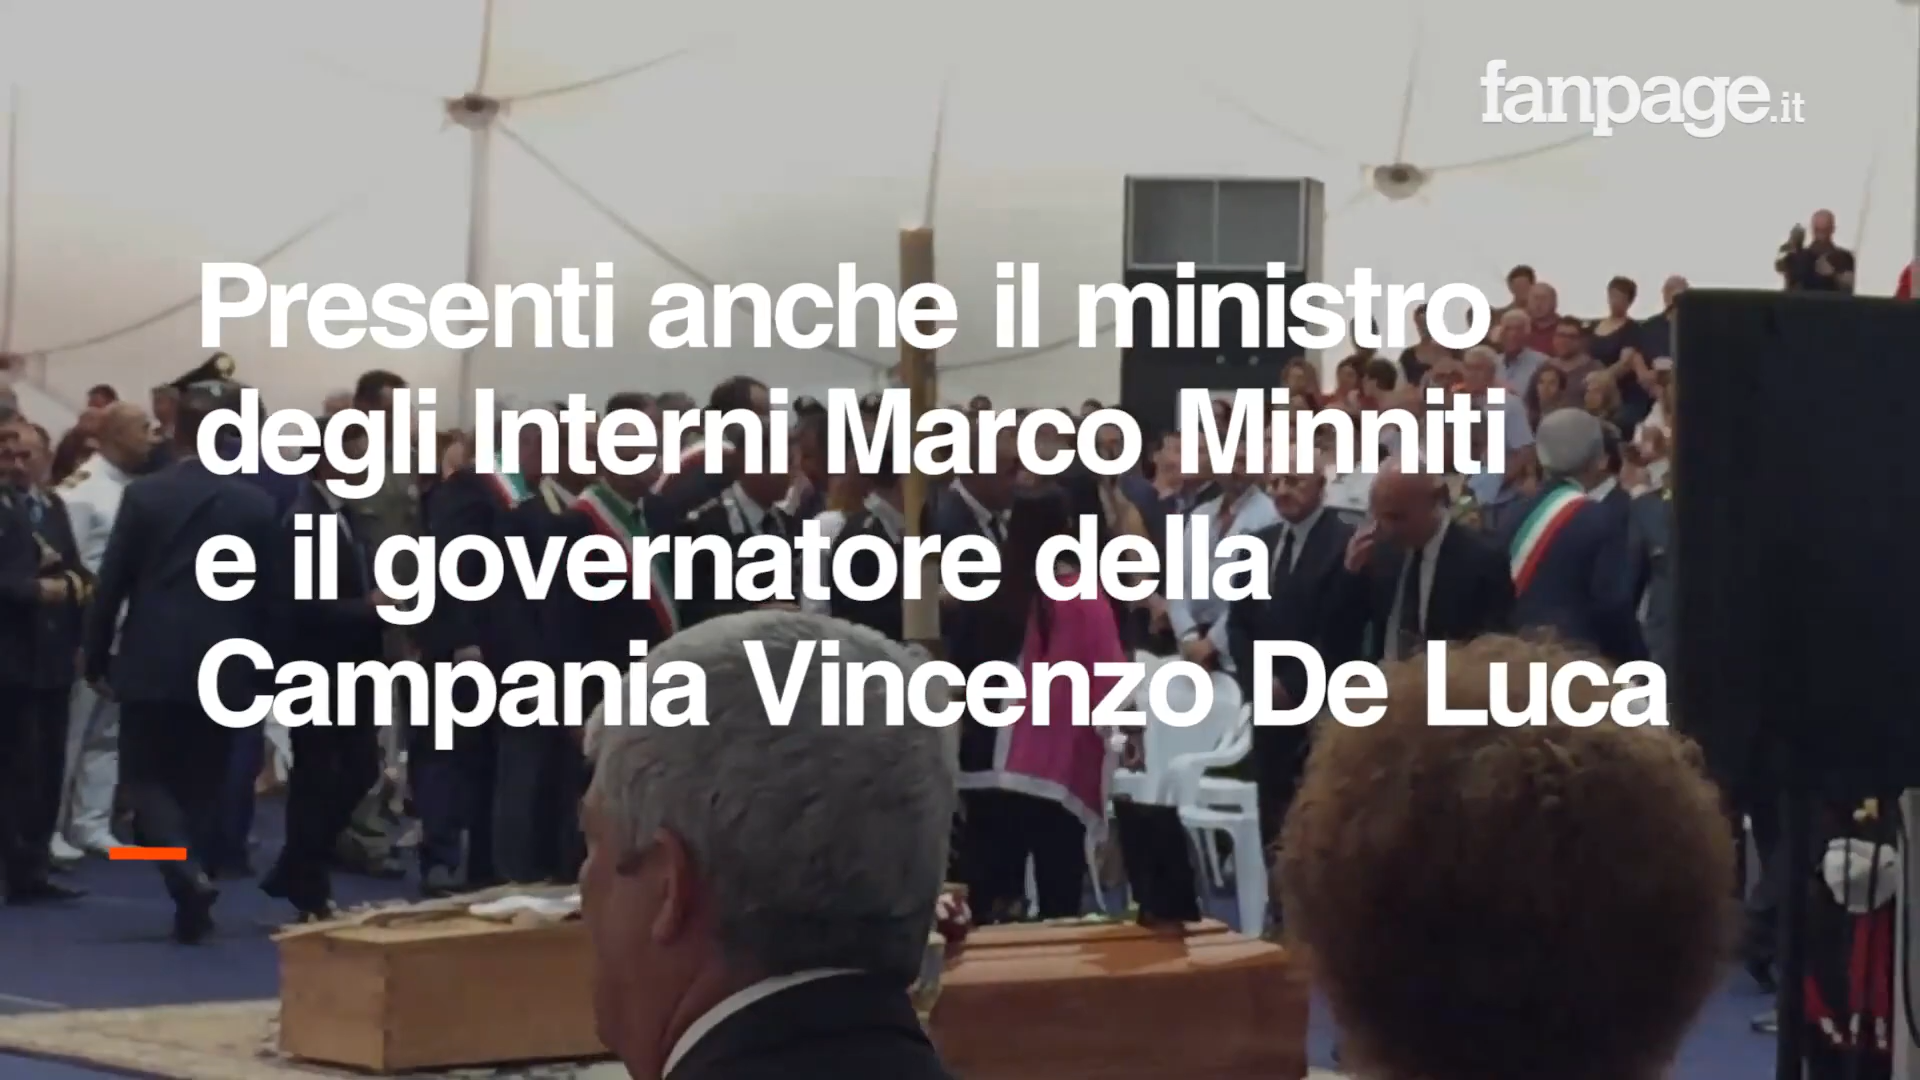 fanpage.it
Presenti anche il ministro
degli Interni Marco Minniti
e il governatore della
Campania Vincenzo De Luca